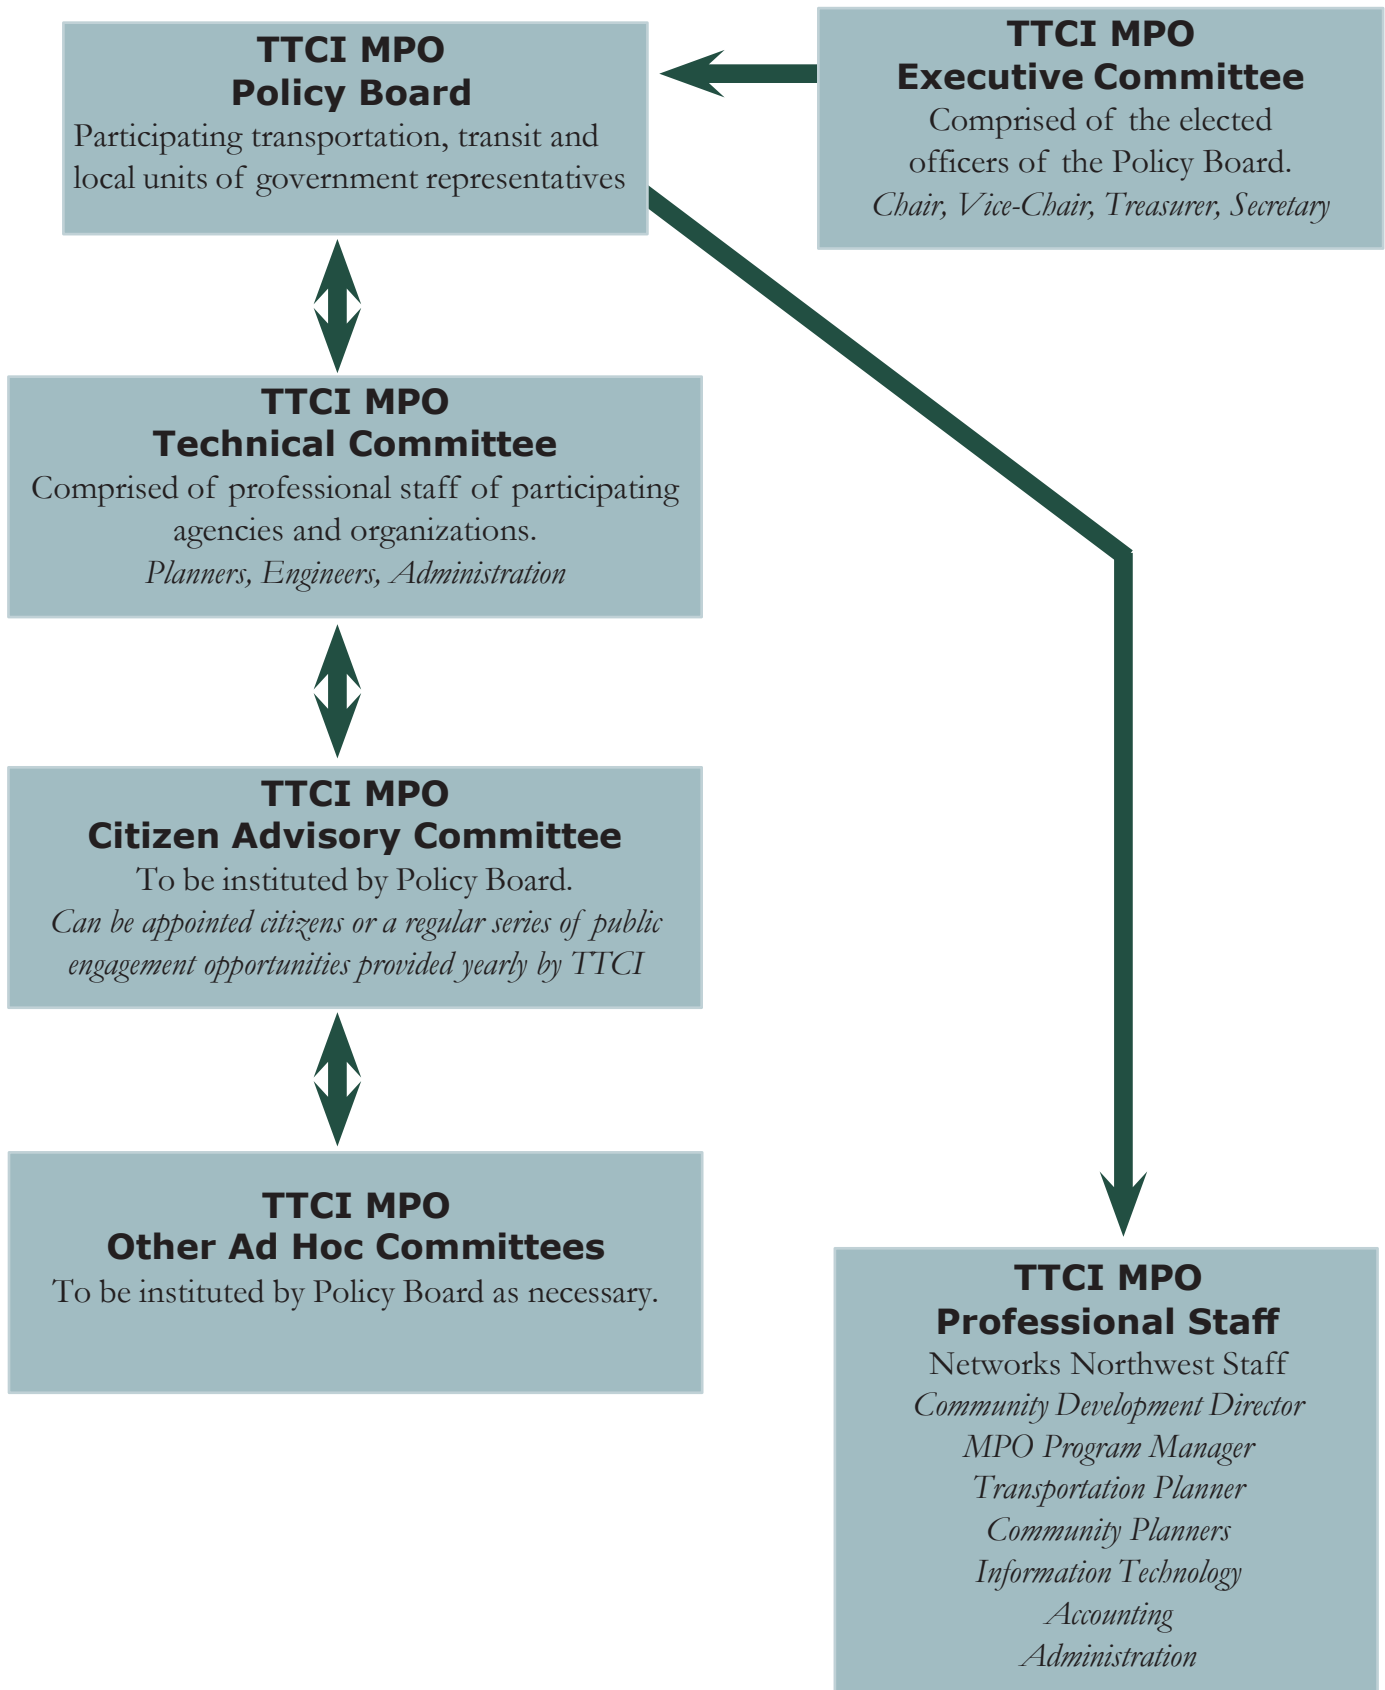 TTCI MPO
Policy Board
Participating transportation, transit and
local units of government representatives
TTCI MPO
Executive Committee
Comprised of the elected
officers of the Policy Board.
Chair, Vice-Chair, Treasurer, Secretary
TTCI MPO
Technical Committee
Comprised of professional staff of participating
agencies and organizations.
Planners, Engineers, Administration
TTCI MPO
Citizen Advisory Committee
To be instituted by Policy Board.
Can be appointed citizens or a regular series of public
engagement opportunities provided yearly by TTCI
TTCI MPO
Other Ad Hoc Committees
To be instituted by Policy Board as necessary.
TTCI MPO
Professional Staff
Networks Northwest Staff
Community Development Director
MPO Program Manager
Transportation Planner
Community Planners
Information Technology
Accounting
Administration